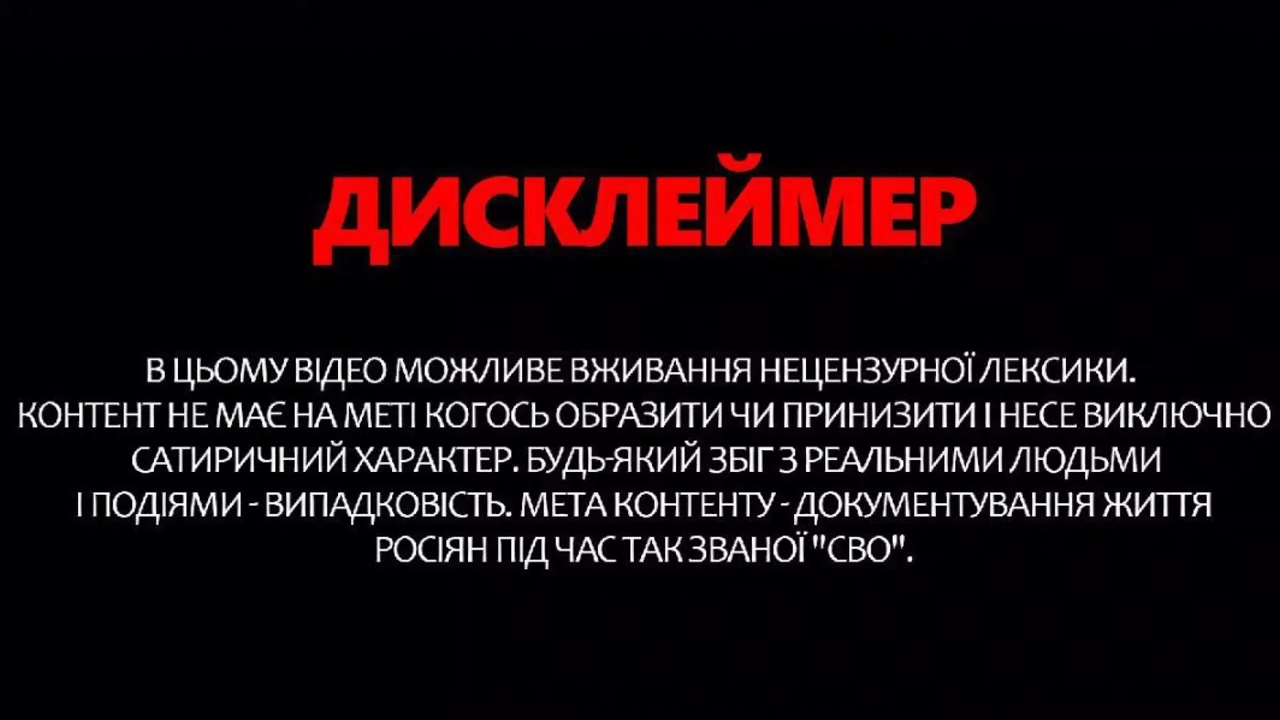 ДИСКЛЕЙМЕР
В ЦЬОМУ ВІДЕО МОЖЛИВЕ ВЖИВАННЯ НЕЦЕНЗУРНОЇ ЛЕКСИКИ.
КОНТЕНТ НЕ МАЄ НА МЕТІ КОГОСЬ ОБРАЗИТИ ЧИ ПРИНИЗИТИ І НЕСЕ ВИКЛЮЧНО
САТИРИЧНИЙ ХАРАКТЕР. БУДЬ-ЯКИЙ ЗБІГ З РЕАЛЬНИМИ ЛЮДЬМИ
І ПОДІЯМИ - ВИПАДКОВІСТЬ. МЕТА КОНТЕНТУ - ДОКУМЕНТУВАННЯ ЖИТТЯ
РОСІЯН ПІД ЧАС ТАК ЗВАНОЇ "СВО".